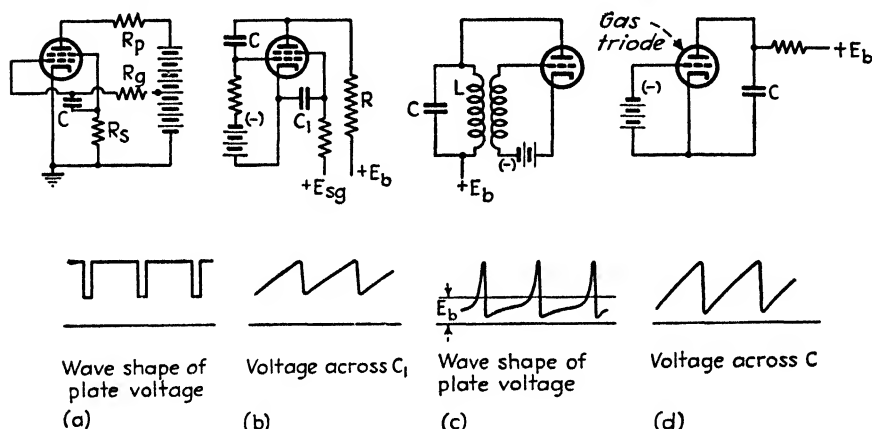 Rp
Rg
C
Rs
C
(-)
C1
R
+Esg
+Eb
C
L
(-)
+Eb
Gas
triode
(-)
C
+Eb
Eb
Wave shape of
plate voltage
(a)
Voltage across C1
(b)
Wave shape of
plate voltage
(c)
Voltage across C
(d)